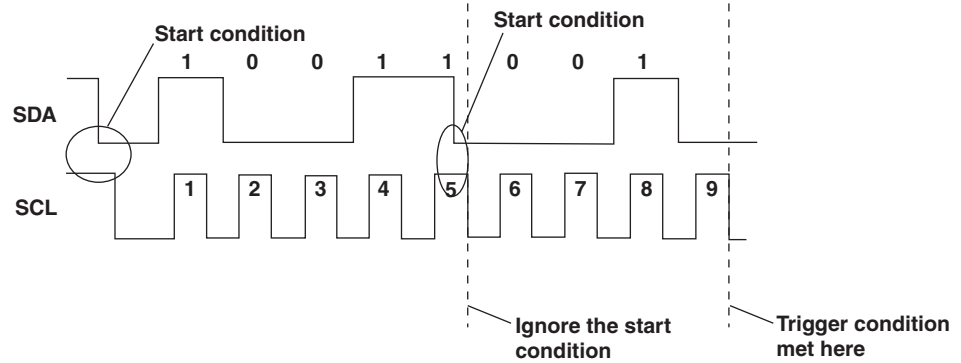 Start condition
Start condition
1 0 0 1 1 0 0 1
SDA
SCL
1 2 3 4 5 6 7 8 9
Ignore the start
condition
Trigger condition
met here